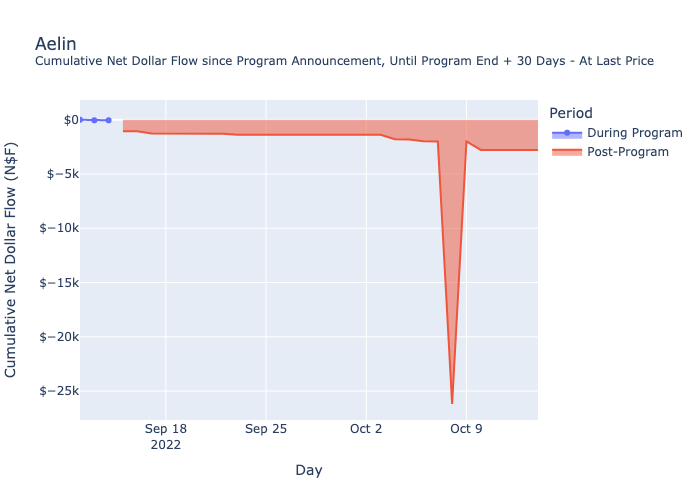 Aelin
Cumulative Net Dollar Flow since Program Announcement, Until Program End + 30 Days - At Last Price
Cumulative Net Dollar Flow (N$F)
$0
$−5k
$−10k
$−15k
$−20k
$−25k
Sep 18
2022
Sep 25
Oct 2
Oct 9
Day
Period
During Program
Post-Program